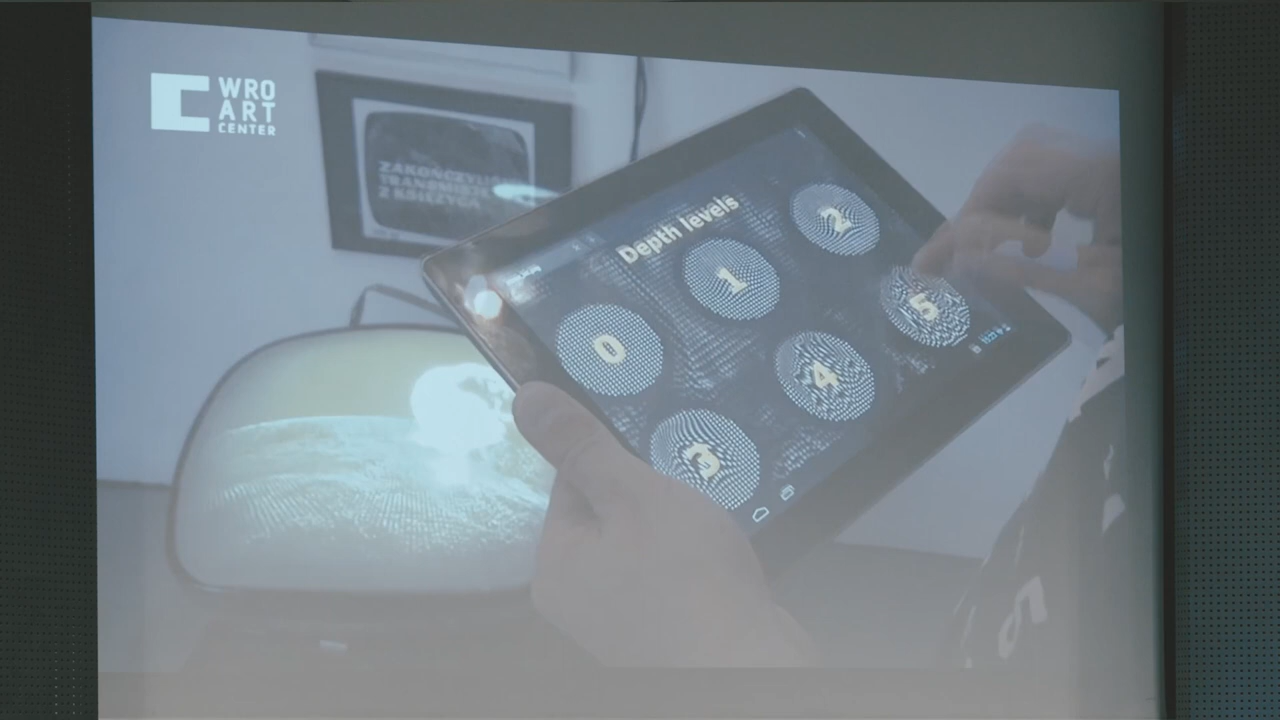 WRO
ART
CENTER
ZAKOŃCZYLIŚMY
TRANSMISJĘ
Z KSIĘŻYCA
Depth levels
0
1
2
3
4
5